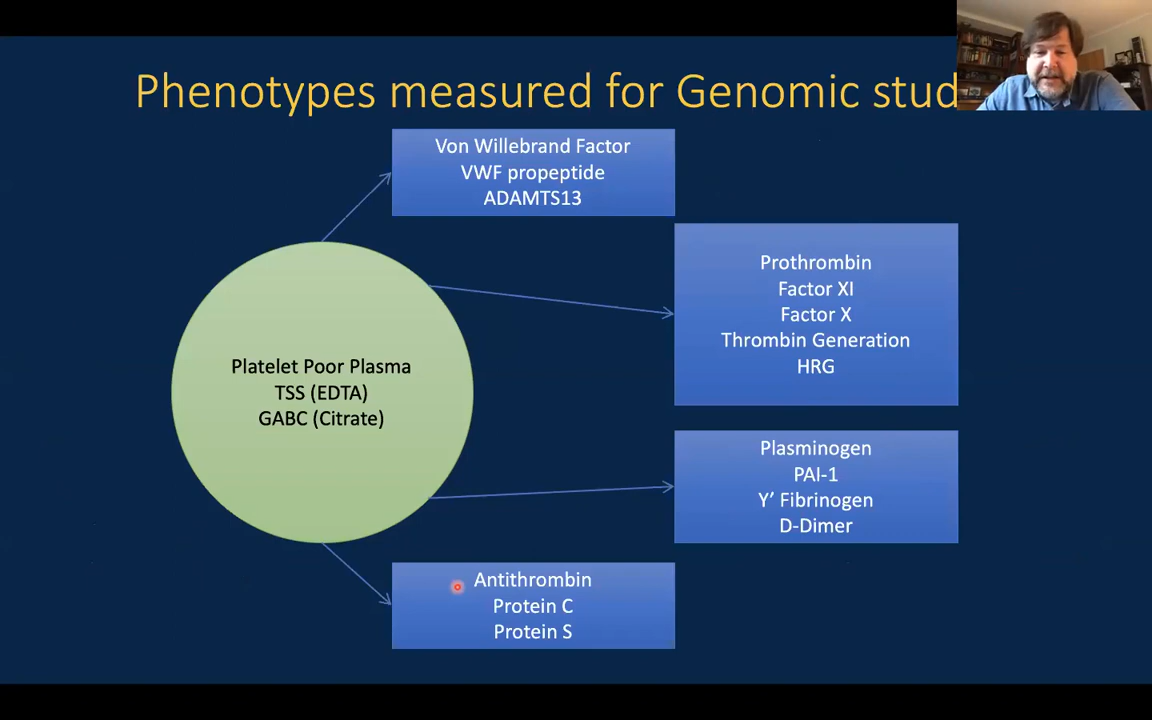 Phenotypes measured for Genomic stud
Von Willebrand Factor
VWF propeptide
ADAMTS13
Prothrombin
Factor XI
Factor X
Thrombin Generation
HRG
Platelet Poor Plasma
TSS (EDTA)
GABC (Citrate)
Plasminogen
PAI-1
Y’ Fibrinogen
D-Dimer
Antithrombin
Protein C
Protein S